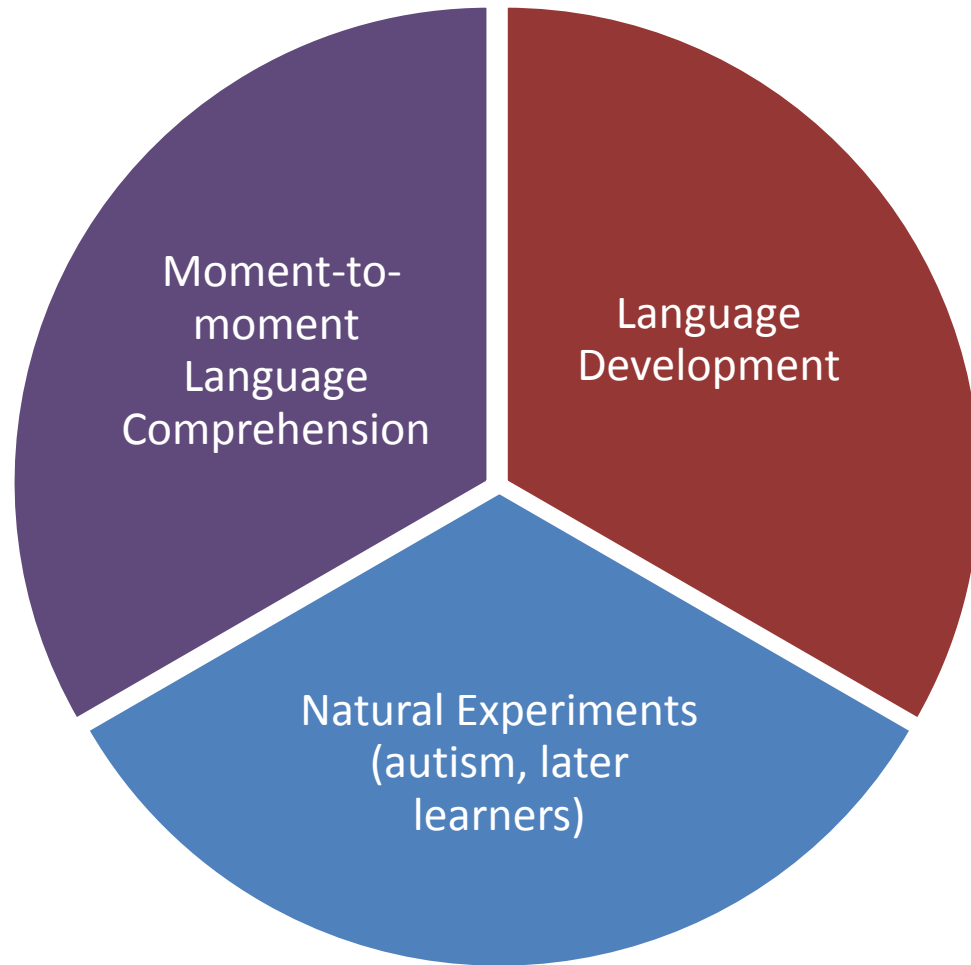 Moment-to-
moment
Language
Comprehension
Language
Development
Natural Experiments
(autism, later
learners)